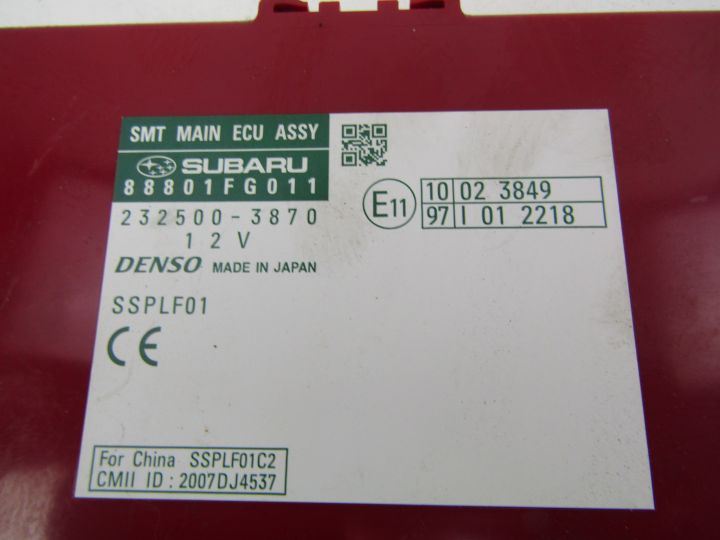 SMT MAIN ECU ASSY
SUBARU
88801FG011
232500-3870
12V
DENSO MADE IN JAPAN
SSPLF01
CE
E11
10 02 3849
97 I 01 2218
For China SSPLF01C2
CMII ID : 2007DJ4537